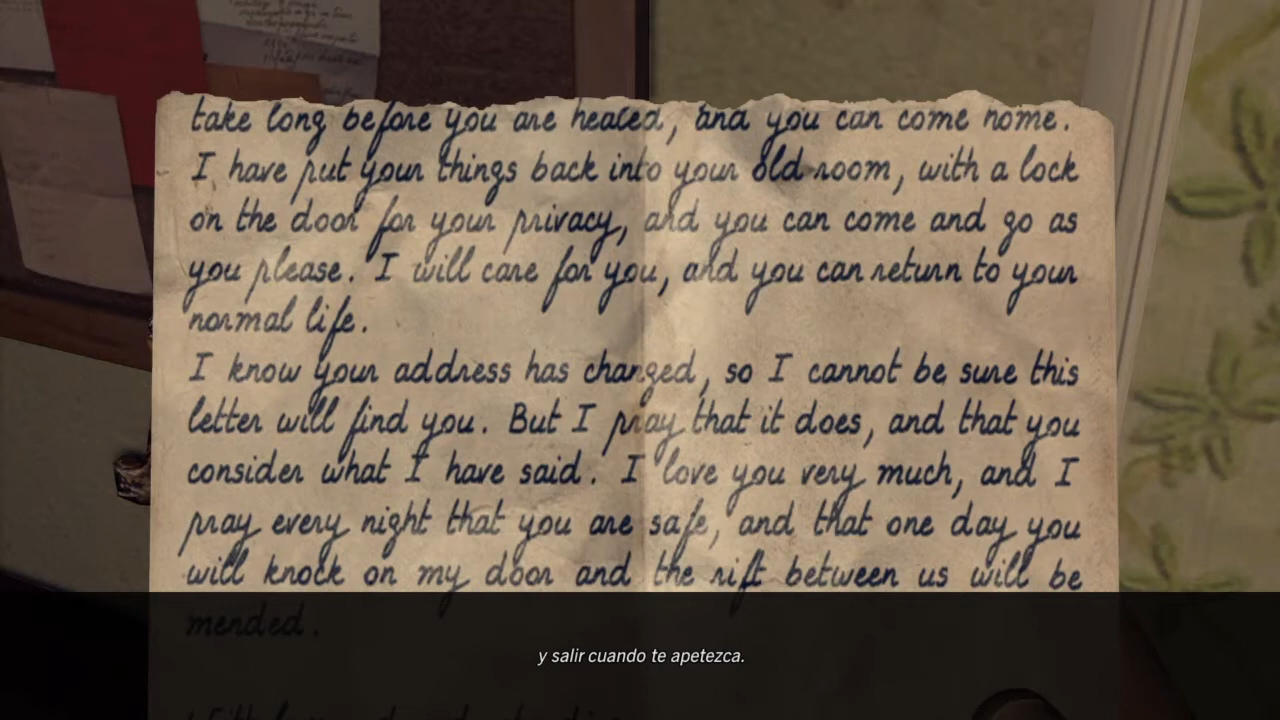 take long before you are healed, and you can come home.
I have put your things back into your old room, with a lock
on the door for your privacy, and you can come and go as
you please. I will care for you, and you can return to your
normal life.
I know your address has changed, so I cannot be sure this
letter will find you. But I pray that it does, and that you
consider what I have said. I love you very much, and I
pray every night that you are safe, and that one day you
will knock on my door and the rift between us will be
mended.
y salir cuando te apetezca.